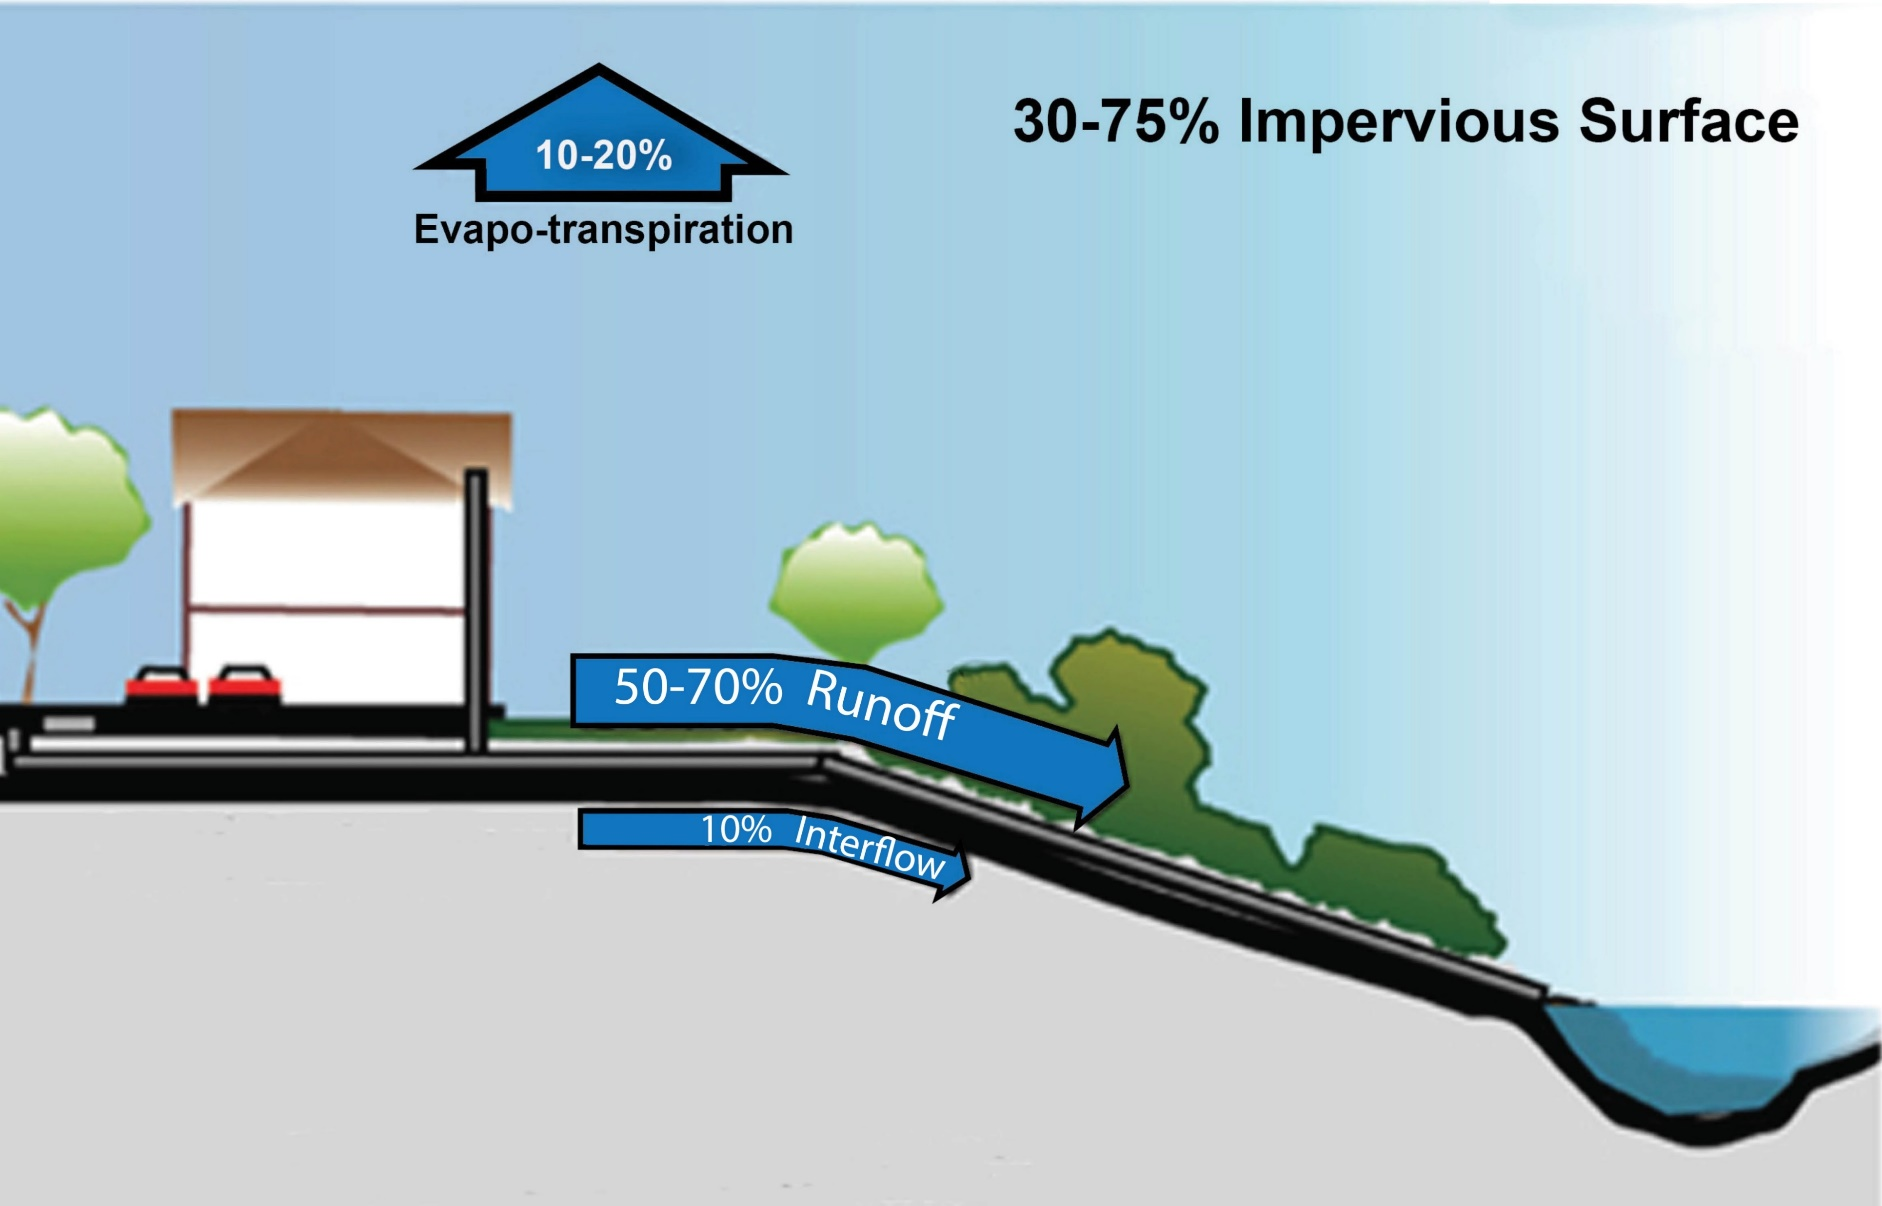 30-75% Impervious Surface
10-20%
Evapo-transpiration
50-70% Runoff
10% Interflow